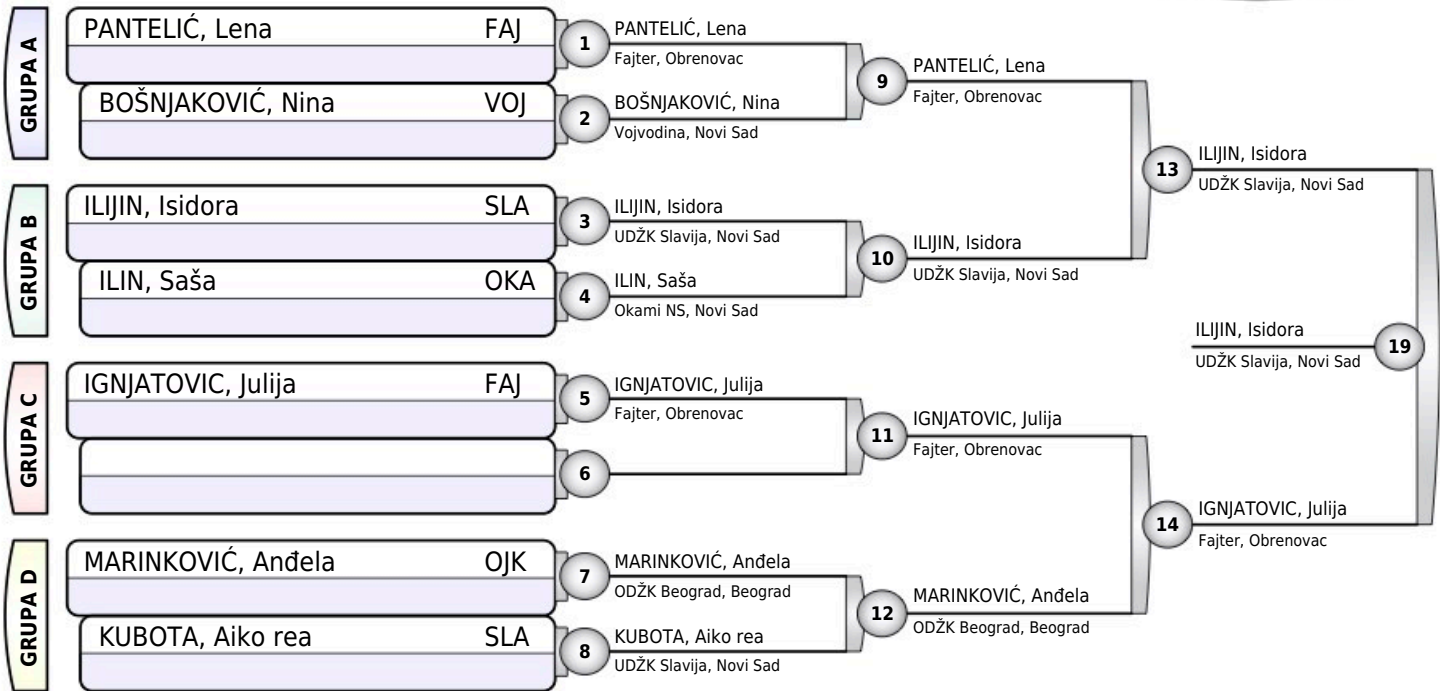 GRUPA A
PANTELIĆ, Lena FAJ
BOŠNJAKOVIĆ, Nina VOJ
1
PANTELIĆ, Lena
Fajter, Obrenovac
2
BOŠNJAKOVIĆ, Nina
Vojvodina, Novi Sad
9
PANTELIĆ, Lena
Fajter, Obrenovac
GRUPA B
ILIJIN, Isidora SLA
ILIN, Saša OKA
3
ILIJIN, Isidora
UDŽK Slavija, Novi Sad
4
ILIN, Saša
Okami NS, Novi Sad
10
ILIJIN, Isidora
UDŽK Slavija, Novi Sad
13
ILIJIN, Isidora
UDŽK Slavija, Novi Sad
GRUPA C
IGNJATOVIC, Julija FAJ
5
IGNJATOVIC, Julija
Fajter, Obrenovac
6
11
IGNJATOVIC, Julija
Fajter, Obrenovac
GRUPA D
MARINKOVIĆ, Anđela OJK
KUBOTA, Aiko rea SLA
7
MARINKOVIĆ, Anđela
ODŽK Beograd, Beograd
8
KUBOTA, Aiko rea
UDŽK Slavija, Novi Sad
12
MARINKOVIĆ, Anđela
ODŽK Beograd, Beograd
14
IGNJATOVIC, Julija
Fajter, Obrenovac
ILIJIN, Isidora
UDŽK Slavija, Novi Sad
19